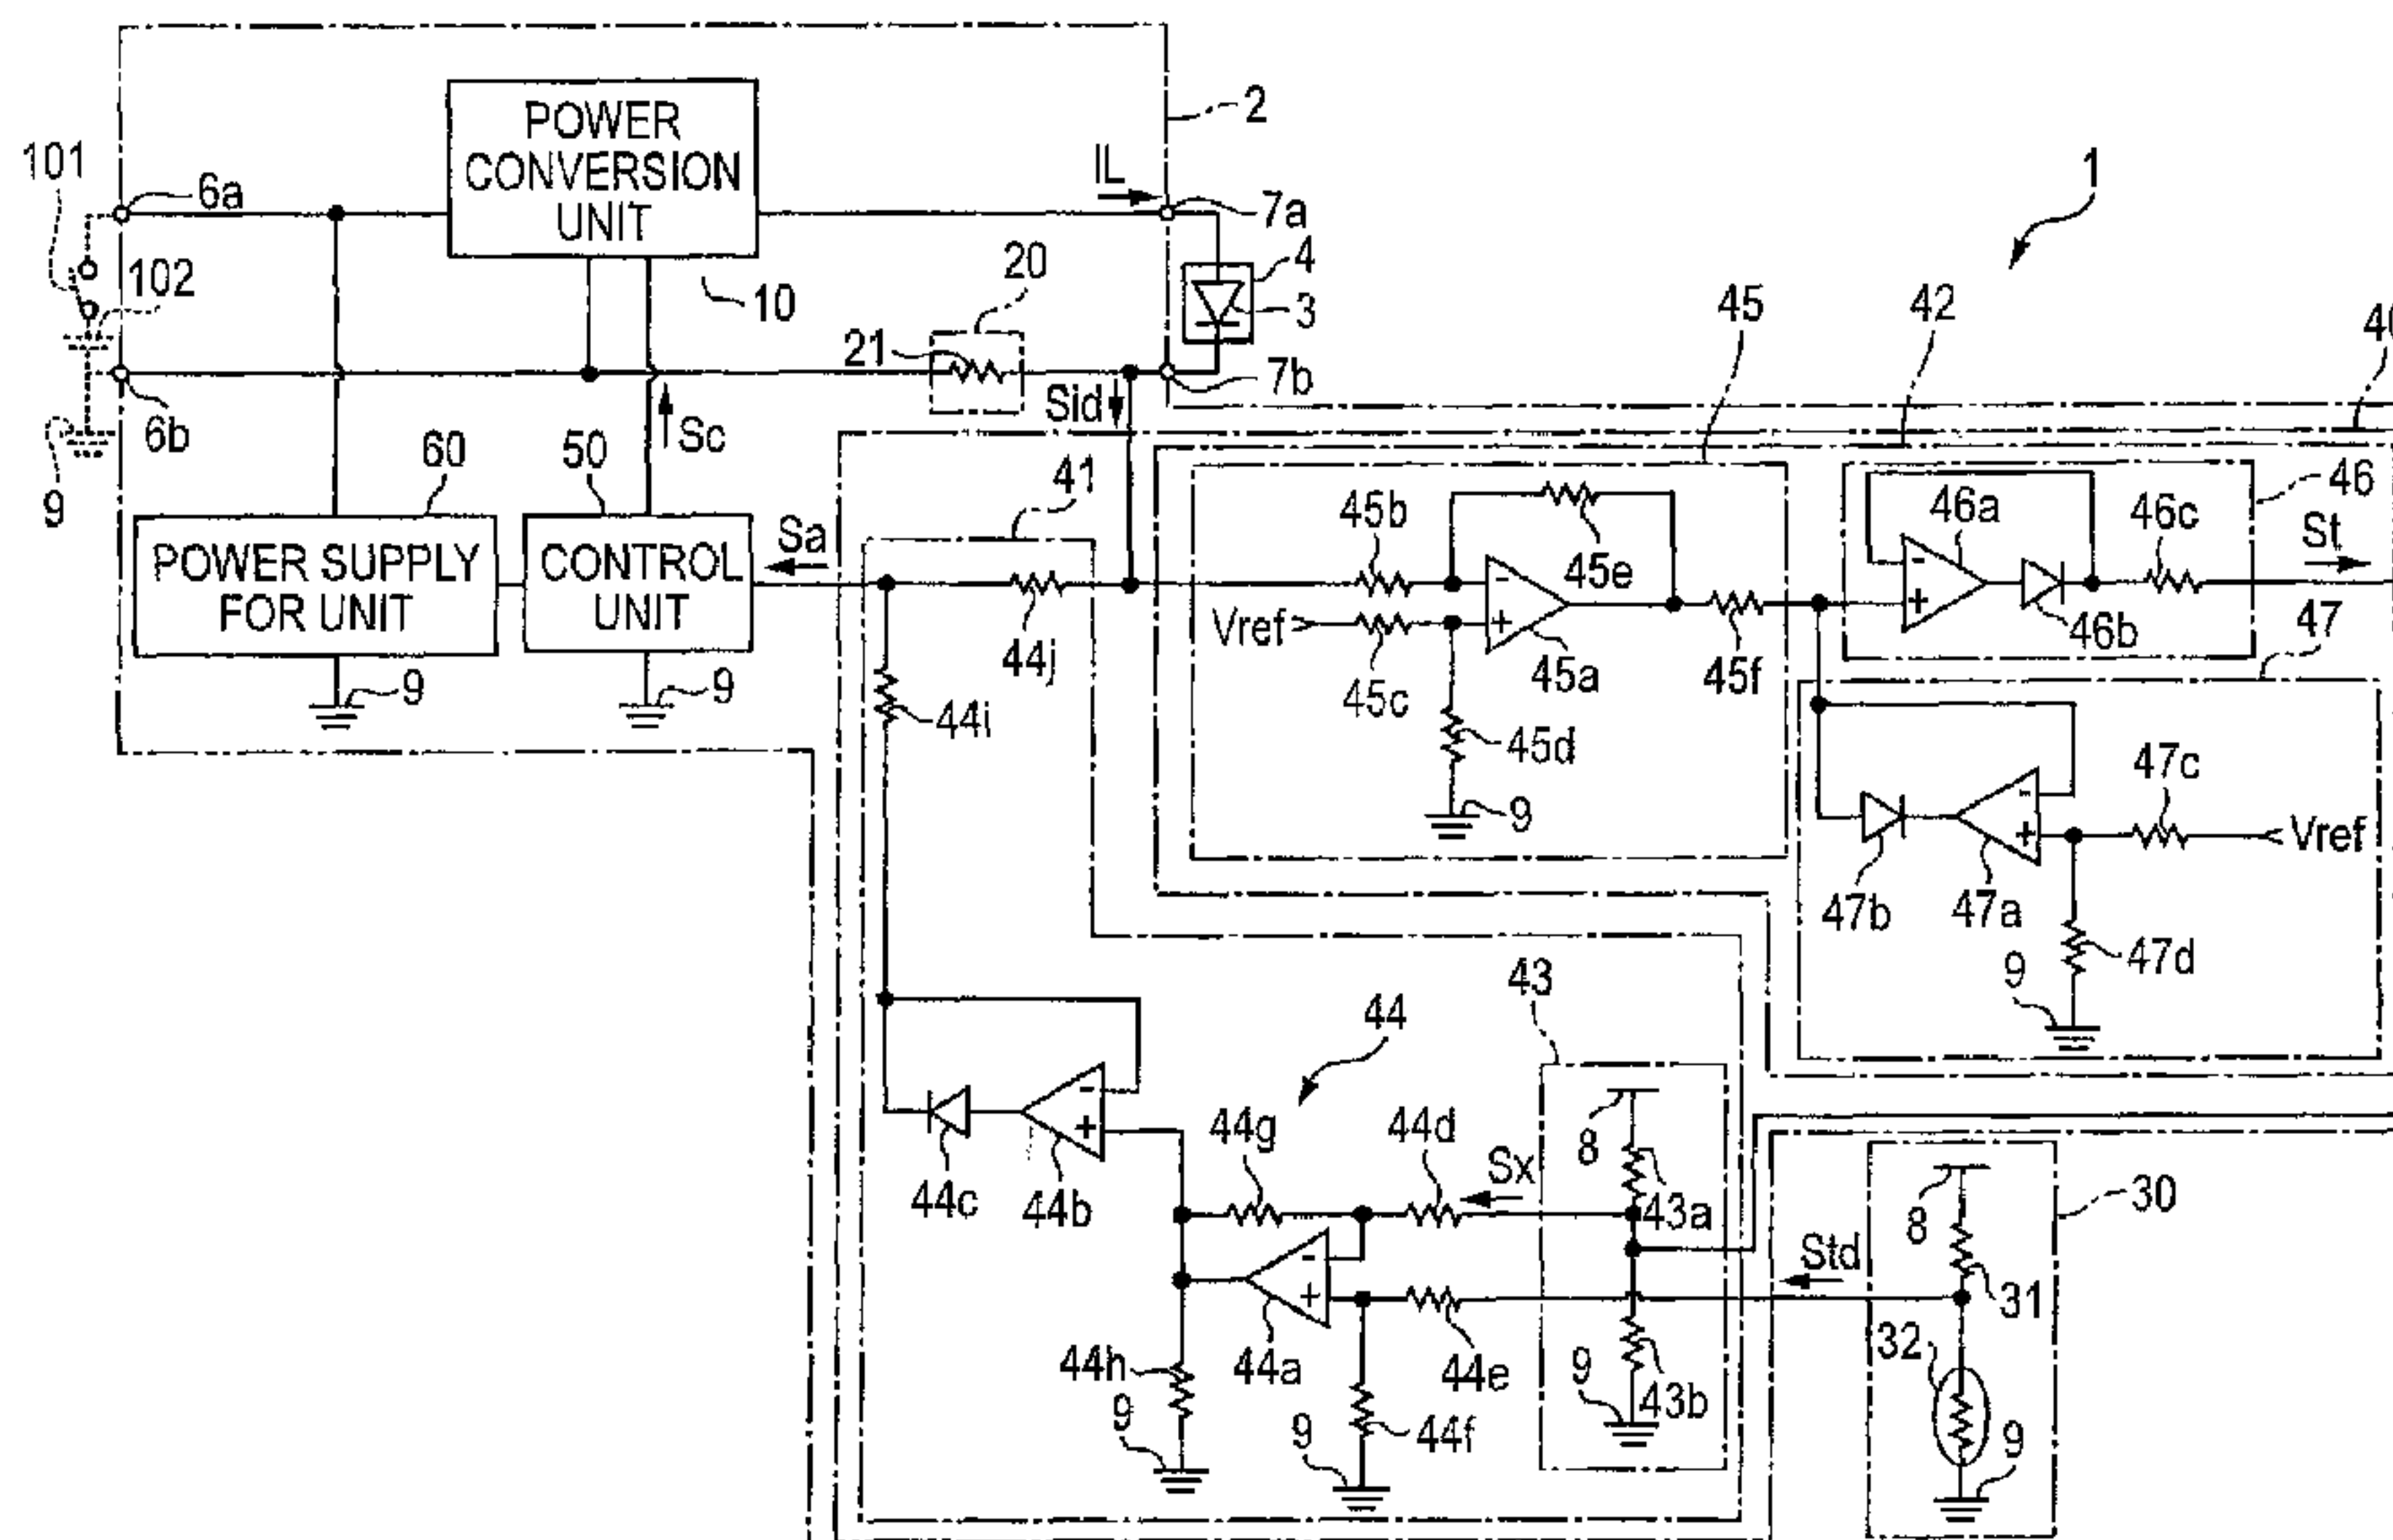 POWER
CONVERSION
UNIT
2
101
6a
IL
7a
1
102
10
20
4
3
45
42
21
7b
6b
Sc
Sid
9
60
50
41
46
POWER SUPPLY
FOR UNIT
CONTROL
UNIT
Sa
45b
45e
46a
46c
St
-
+
-
+
Vref
44j
45c
45a
45f
46b
47
9
9
44i
45d
9
47c
-
+
Vref
47b
47a
47d
9
43
44
-
+
44c
44b
44g
44d
Sx
8
43a
8
30
Std
31
-
+
44h
44a
44e
9
43b
32
9
9
44f
9